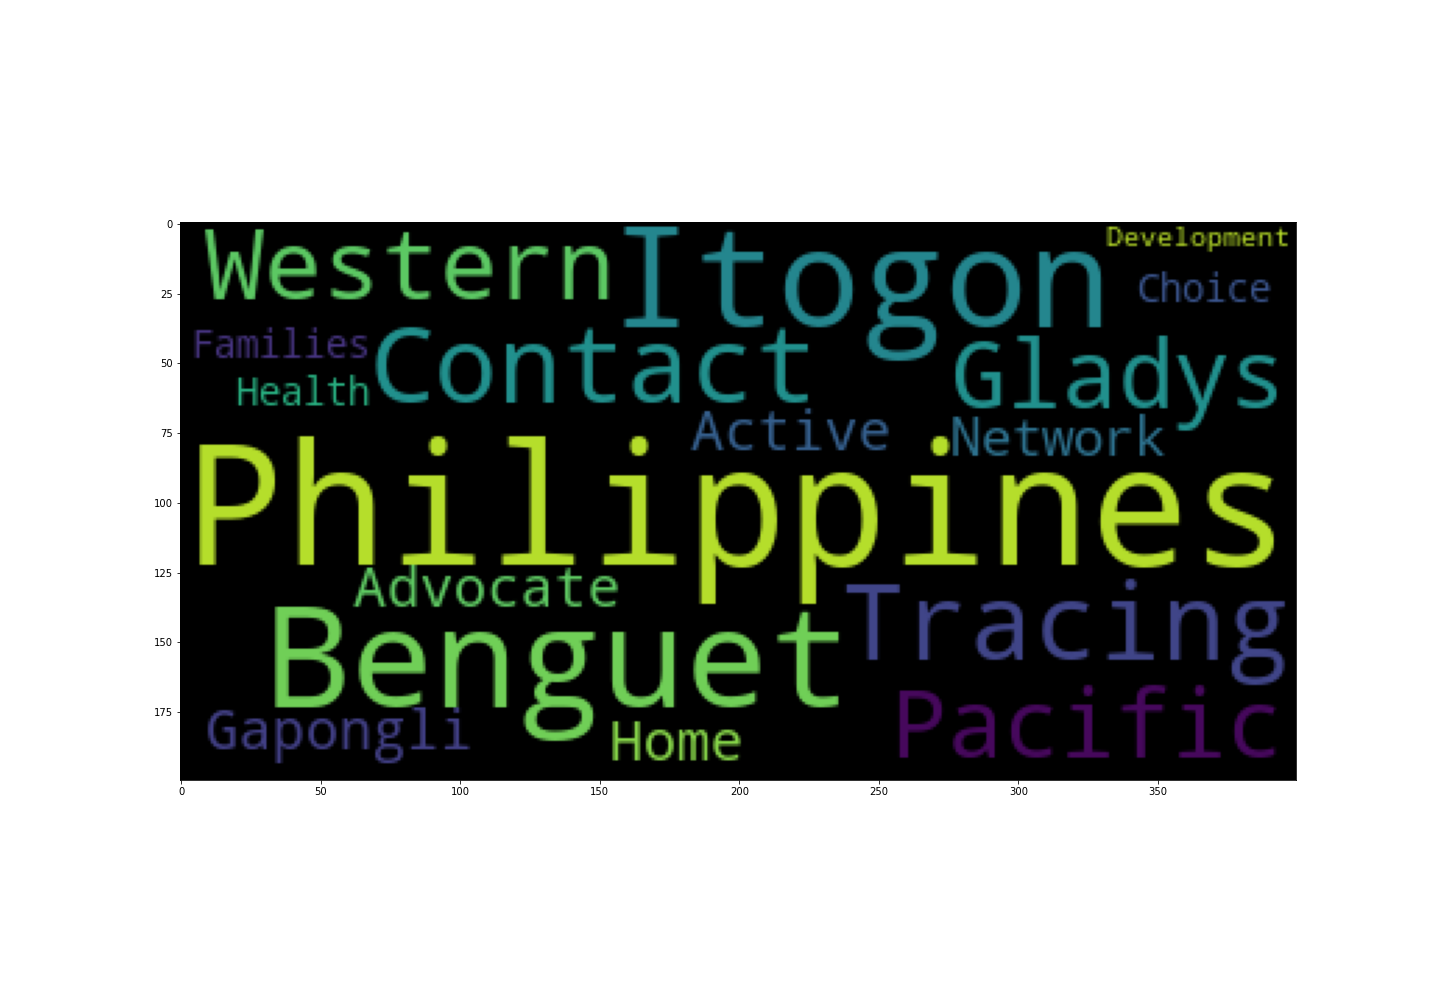 0
25
50
75
100
125
150
175
Western Itogon Development
Choice
Families Contact Gladys
Health
Active Network
Philippines
Advocate Tracing
Benguet
Gapongli Home Pacific
0 50 100 150 200 250 300 350